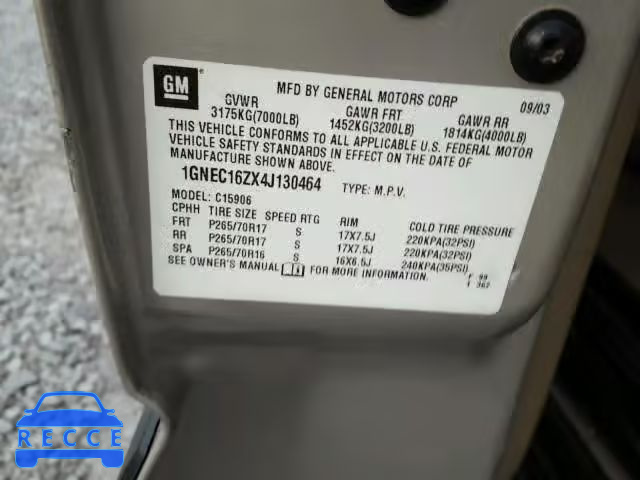 GM
MFD BY GENERAL MOTORS CORP 09/03
GVWR GAWR FRT GAWR RR
3175KG(7000LB) 1452KG(3200LB) 1814KG(4000LB)
THIS VEHICLE CONFORMS TO ALL APPLICABLE U.S. FEDERAL MOTOR
VEHICLE SAFETY STANDARDS IN EFFECT ON THE DATE OF
MANUFACTURE SHOWN ABOVE.
1GNEC16ZX4J130464 TYPE: M.P.V.
MODEL: C15906
CPHH TIRE SIZE SPEED RTG RIM COLD TIRE PRESSURE
FRT P265/70R17 S 17X7.5J 220KPA(32PSI)
RR P265/70R17 S 17X7.5J 220KPA(32PSI)
SPA P265/70R16 S 16X6.5J 240KPA(35PSI)
SEE OWNER'S MANUAL FOR MORE INFORMATION.
RECCE